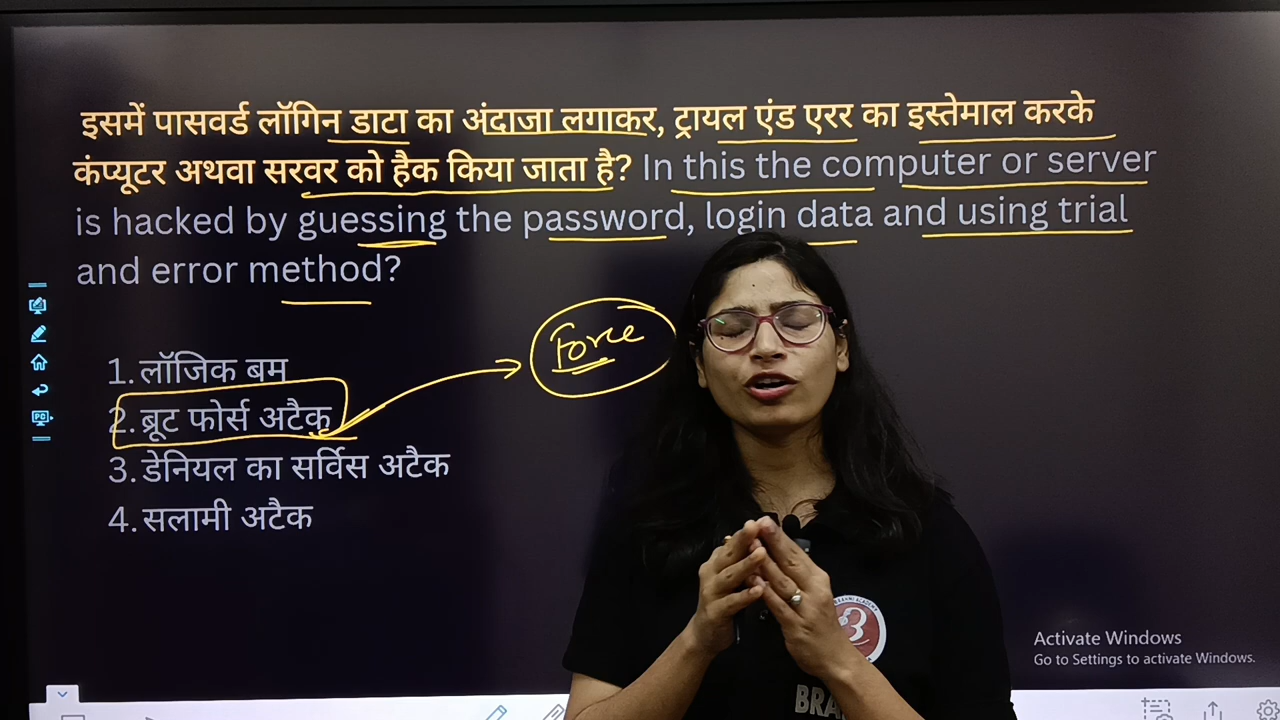 इसमें पासवर्ड लॉगिन डाटा का अंदाजा लगाकर, ट्रायल एंड एरर का इस्तेमाल करके
कंप्यूटर अथवा सरवर को हैक किया जाता है? In this the computer or server
is hacked by guessing the password, login data and using trial
and error method?
Force
1. लॉजिक बम
2. ब्रूट फोर्स अटैक
3. डेनियल का सर्विस अटैक
4. सलामी अटैक
3
BRA
Activate Windows
Go to Settings to activate Windows.